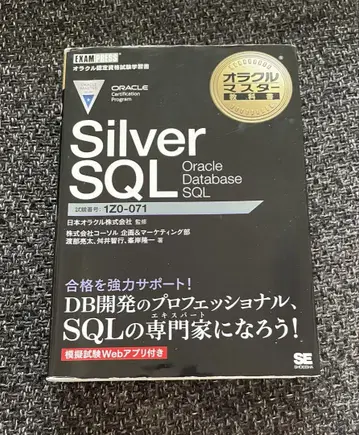 EXAMPRESS
オラクル認定資格試験学習書
ORACLE
Certification
Program
オラクル
マスター
教科書
Silver
SQL
Oracle
Database
SQL
試験番号:1Z0-071
日本オラクル株式会社 監修
株式会社コーソル 企画&マーケティング部
渡部亮太、舛井智行、峯岸隆一 著
合格を強力サポート!
DB開発のプロフェッショナル、
エキスパート
SQLの専門家になろう!
模擬試験Webアプリ付き
SE
SHOEISHA